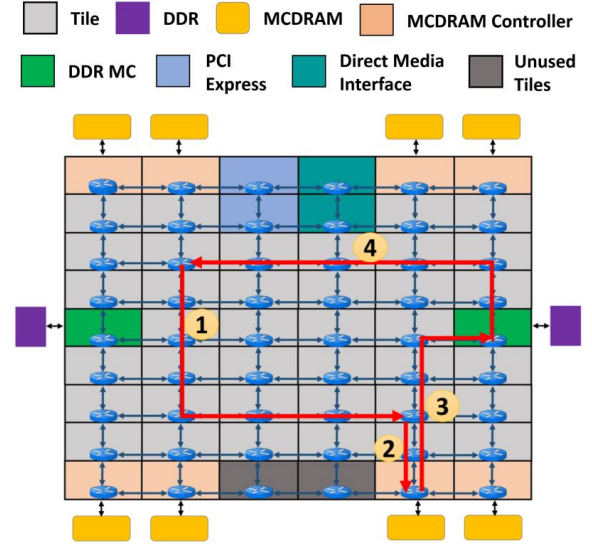 Tile
DDR
MCDRAM
MCDRAM Controller
DDR MC
PCI
Express
Direct Media
Interface
Unused
Tiles
4
1
3
2